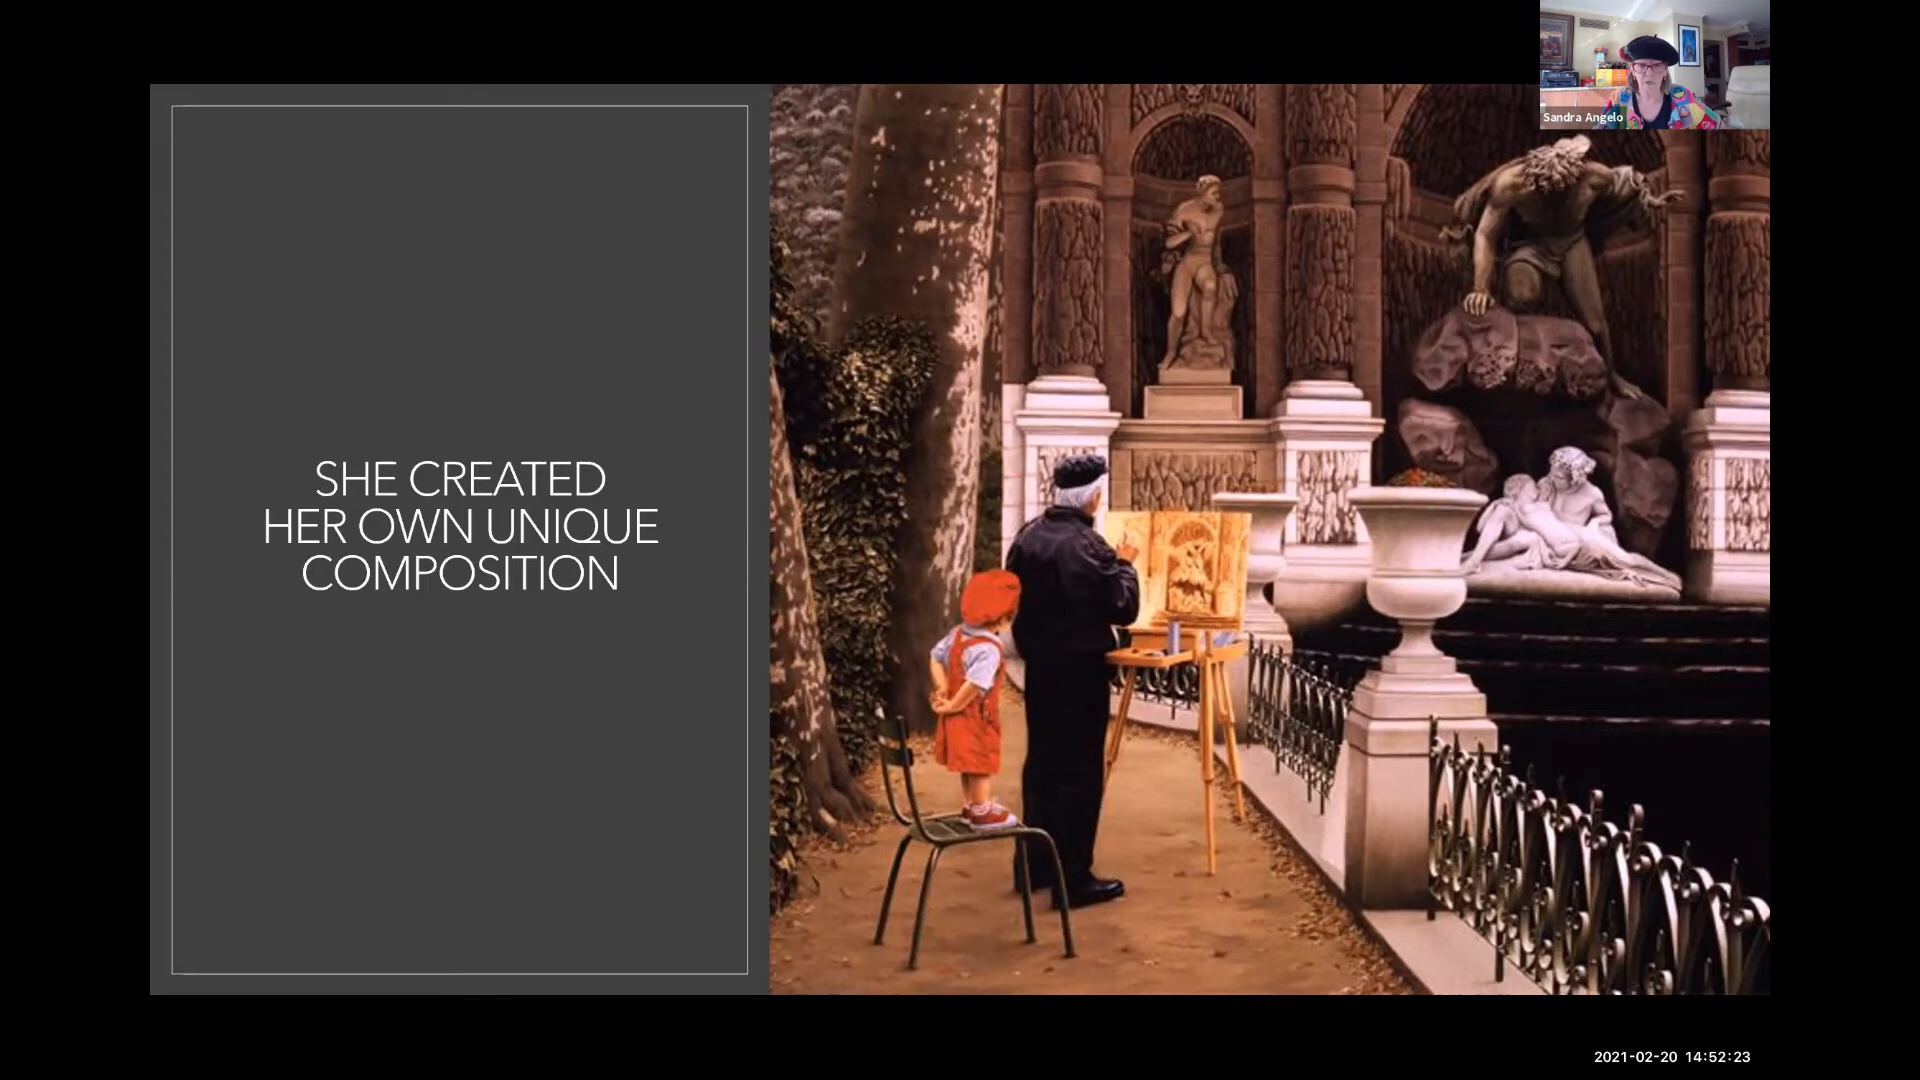 Sandra Angelo
SHE CREATED
HER OWN UNIQUE
COMPOSITION
2021-02-20 14:52:23